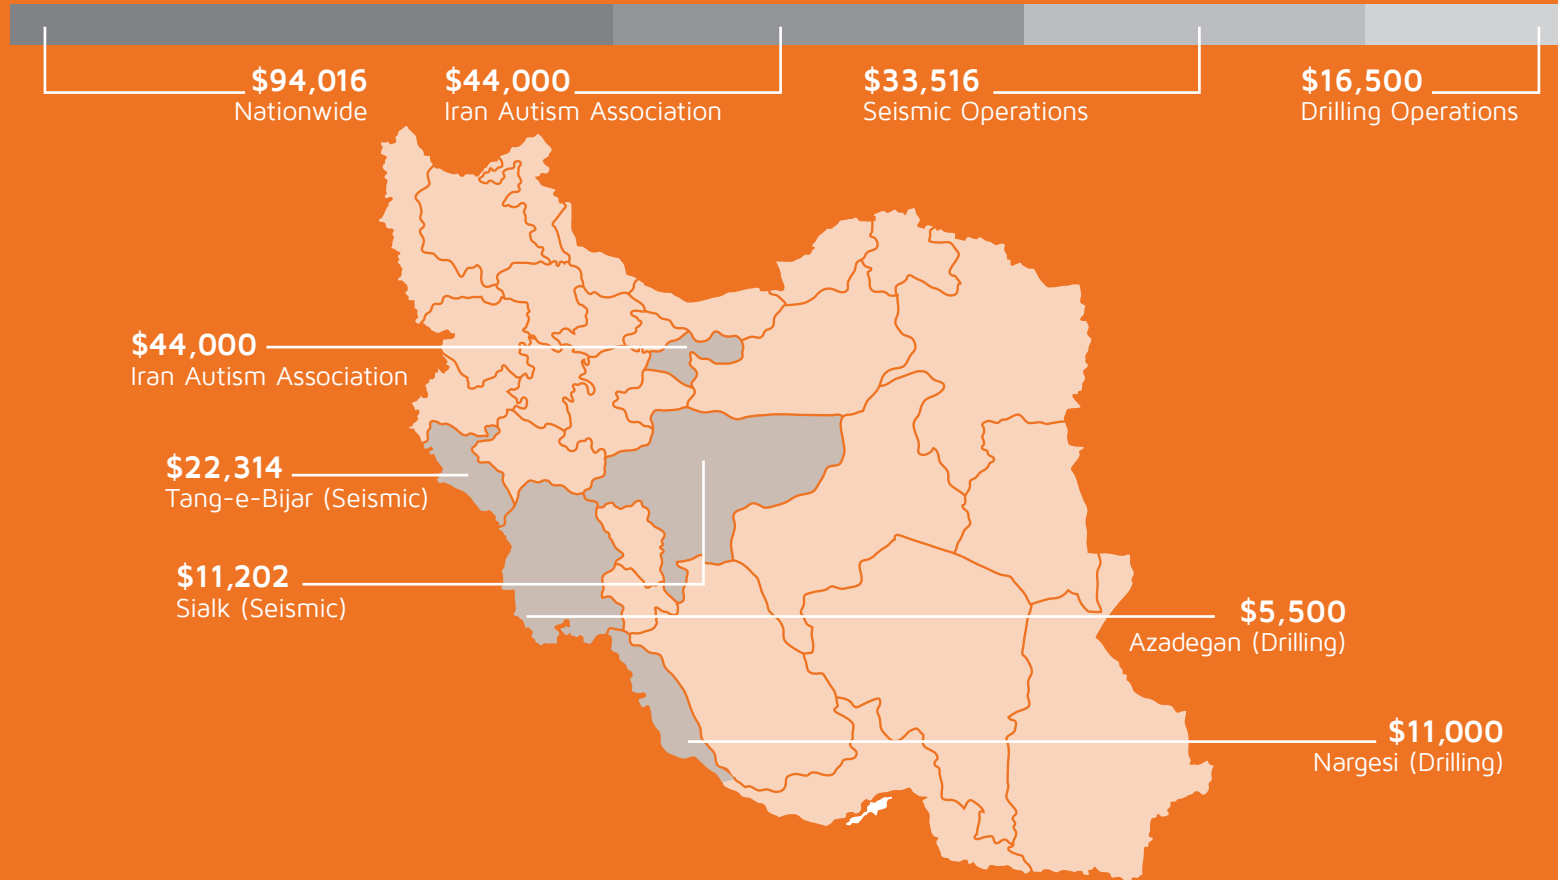 $94,016
Nationwide
$44,000
Iran Autism Association
$33,516
Seismic Operations
$16,500
Drilling Operations
$44,000
Iran Autism Association
$22,314
Tang-e-Bijar (Seismic)
$11,202
Sialk (Seismic)
$5,500
Azadegan (Drilling)
$11,000
Nargesi (Drilling)